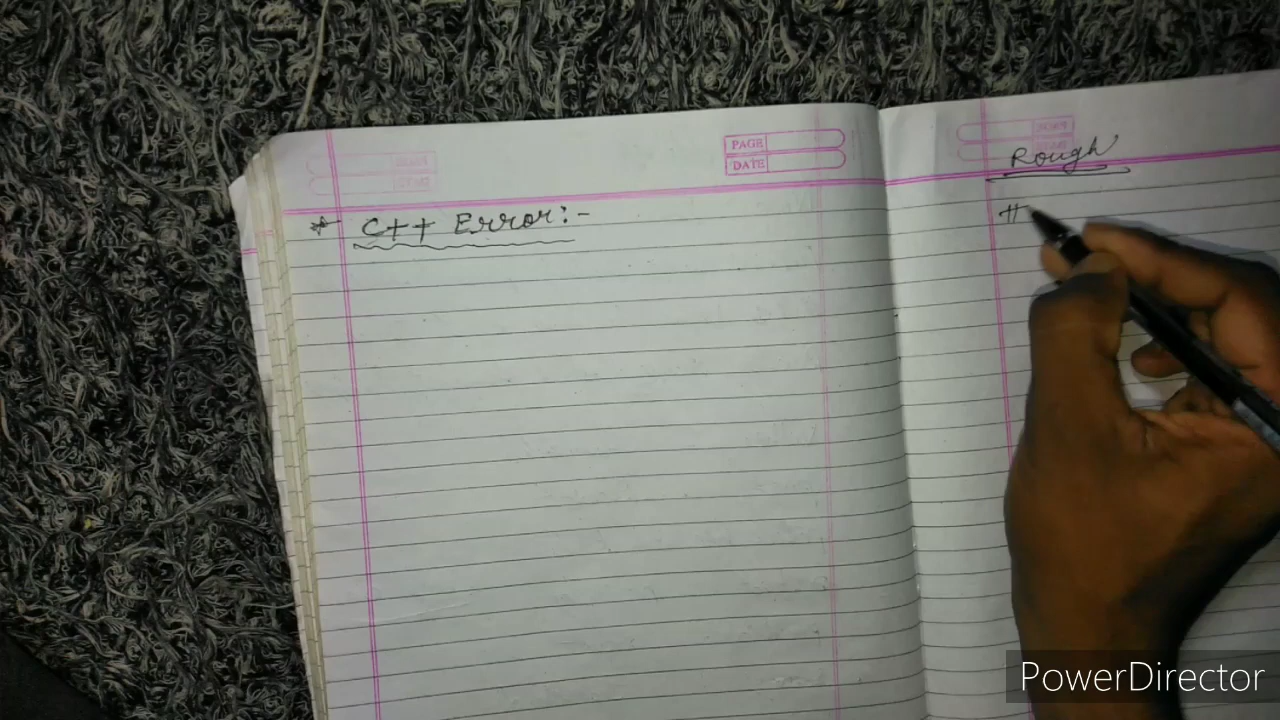 PAGE
DATE
* C++ Error:-
Rough
#
PowerDirector